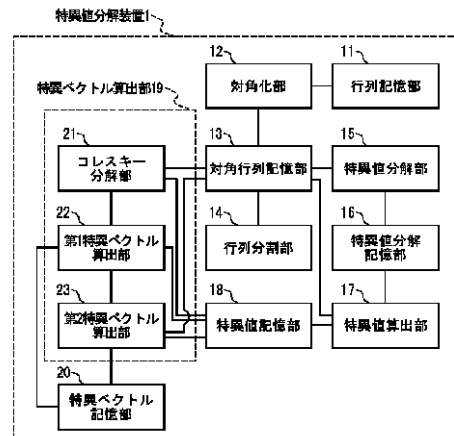 特異値分解装置1
12
11
特異ベクトル算出部19
対角化部
行列記憶部
21
13
15
コレスキー
分解部
対角行列記憶部
特異値分解部
22
14
16
第1特異ベクトル
算出部
行列分割部
特異値分解
記憶部
23
18
17
第2特異ベクトル
算出部
特異値記憶部
特異値算出部
20
特異ベクトル
記憶部